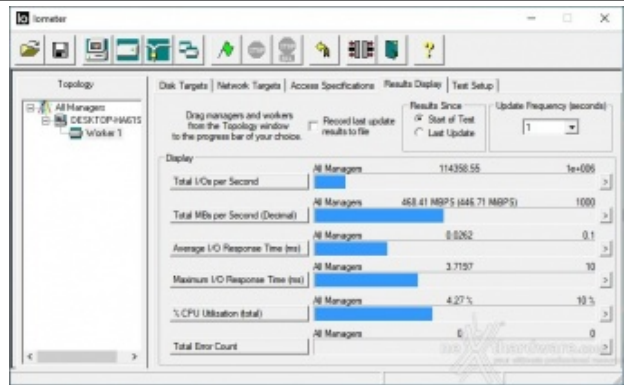 Iometer
Topology
All Managers
DESKTOP-HA6TS
Worker 1
Disk Targets
Network Targets
Access Specifications
Results Display
Test Setup
Drag managers and workers
from the Topology window
to the progress bar of your choice.
Record last update
results to file
Results Since
Start of Test
Last Update
Update Frequency (seconds)
1
Display
Total I/Os per Second
All Managers
114358.55
1e+006
Total MBs per Second (Decimal)
All Managers
468.41 MBPS (446.71 MiBPS)
1000
Average I/O Response Time (ms)
All Managers
0.0262
0.1
Maximum I/O Response Time (ms)
All Managers
3.7197
10
% CPU Utilization (total)
All Managers
4.27 %
10 %
Total Error Count
All Managers
0
0